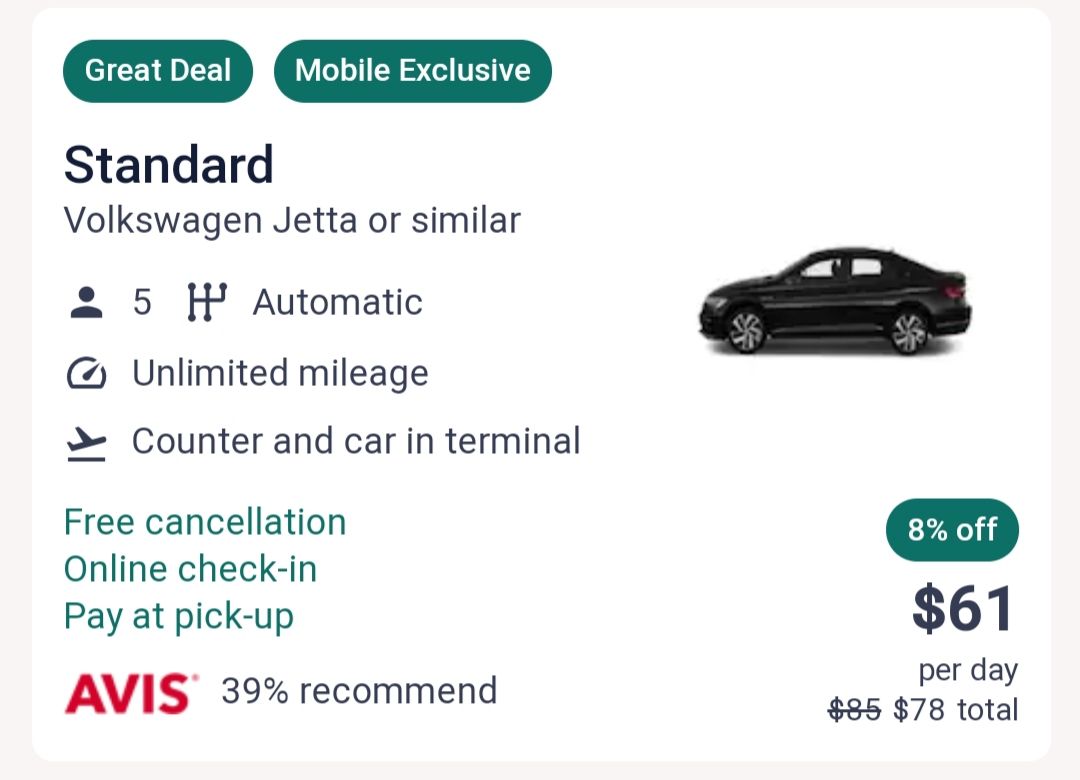 Great Deal Mobile Exclusive
Standard
Volkswagen Jetta or similar
5 Automatic
Unlimited mileage
Counter and car in terminal
Free cancellation
Online check-in
Pay at pick-up
8% off
$61
per day
$85 $78 total
AVIS 39% recommend